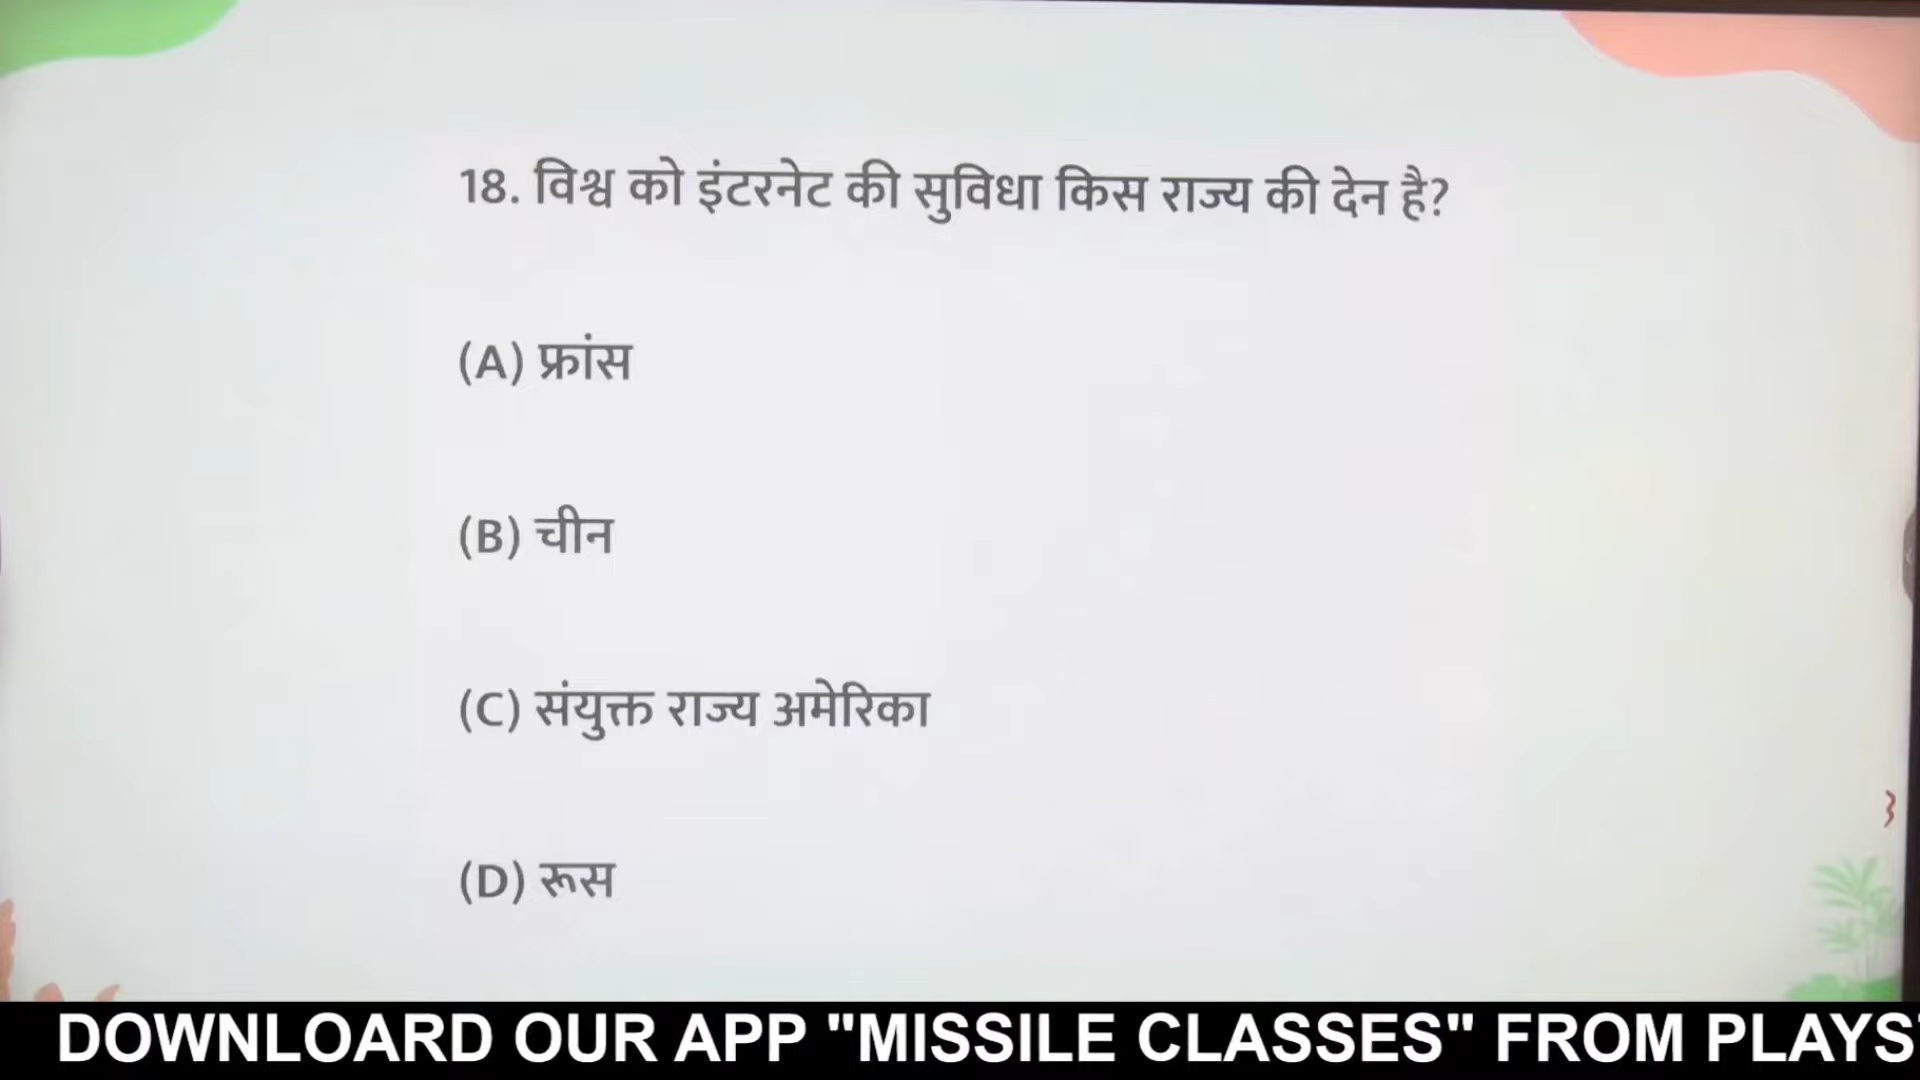 18. विश्व को इंटरनेट की सुविधा किस राज्य की देन है?
(A) फ्रांस
(B) चीन
(C) संयुक्त राज्य अमेरिका
(D) रूस
DOWNLOARD OUR APP "MISSILE CLASSES" FROM PLAYS